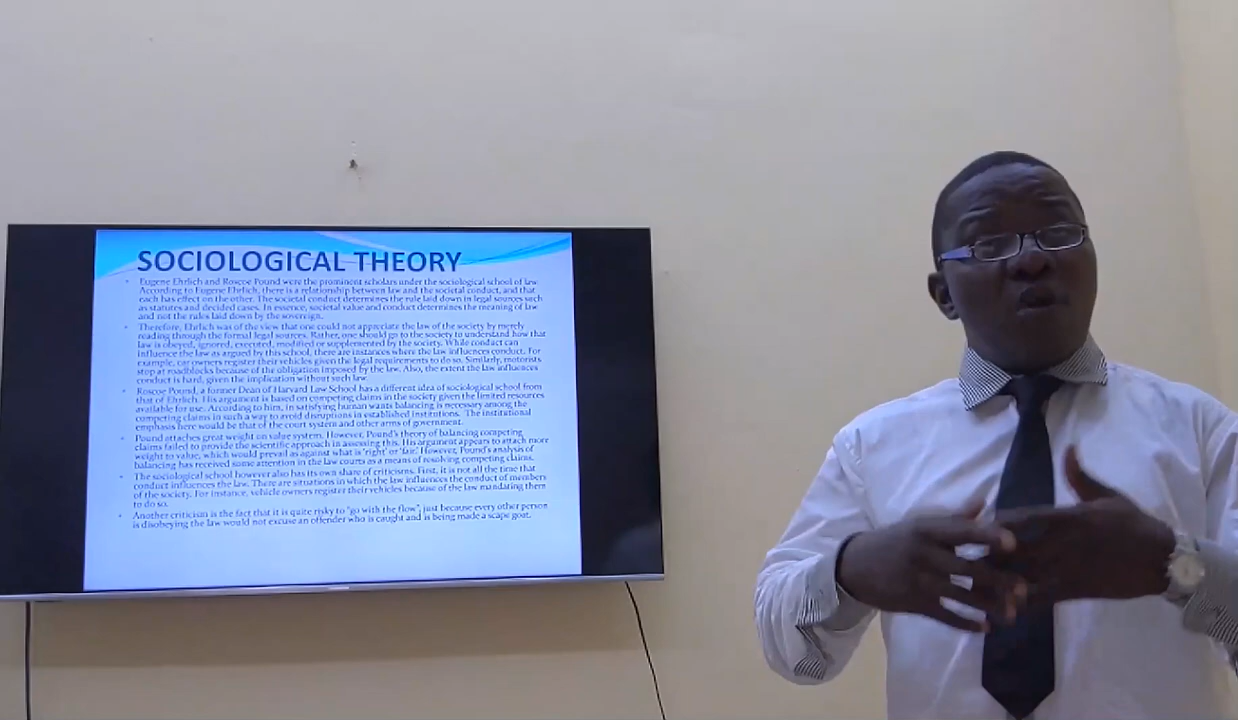 SOCIOLOGICAL THEORY
• Eugene Ehrlich and Roscoe Pound were the prominent scholars under the sociological school of law.
According to Eugene Ehrlich, there is a relationship between law and the societal conduct, and that
each has effect on the other. The societal conduct determines the rule laid down in legal sources such
as statutes and decided cases. In essence, societal value and conduct determines the meaning of law
and not the rules laid down by the sovereign.
• Therefore, Ehrlich was of the view that one could not appreciate the law of the society by merely
reading through the formal legal sources. Rather, one should go to the society to understand how that
law is obeyed, ignored, executed, modified or supplemented by the society. While conduct can
influence the law as argued by this school, there are instances where the law influences conduct. For
example, car owners register their vehicles given the legal requirements to do so. Similarly, motorists
stop at roadblocks because of the obligation imposed by the law. Also, the extent the law influences
conduct is hard, given the implication without such law.
• Roscoe Pound, a former Dean of Harvard Law School has a different idea of sociological school from
that of Ehrlich. His argument is based on competing claims in the society given the limited resources
available for use. According to him, in satisfying human wants balancing is necessary among the
competing claims in such a way to avoid disruptions in established institutions. The institutional
emphasis here would be that of the court system and other arms of government.
• Pound attaches great weight on value system. However, Pound's theory of balancing competing
claims failed to provide the scientific approach in assessing this. His argument appears to attach more
weight to value, which would prevail as against what is 'right' or 'fair.' However, Pound's analysis of
balancing has received some attention in the law courts as a means of resolving competing claims.
• The sociological school however also has its own share of criticisms. First, it is not all the time that
conduct influences the law. There are situations in which the law influences the conduct of members
of the society. For instance, vehicle owners register their vehicles because of the law mandating them
to do so.
• Another criticism is the fact that it is quite risky to "go with the flow", just because every other person
is disobeying the law would not excuse an offender who is caught and is being made a scape goat.